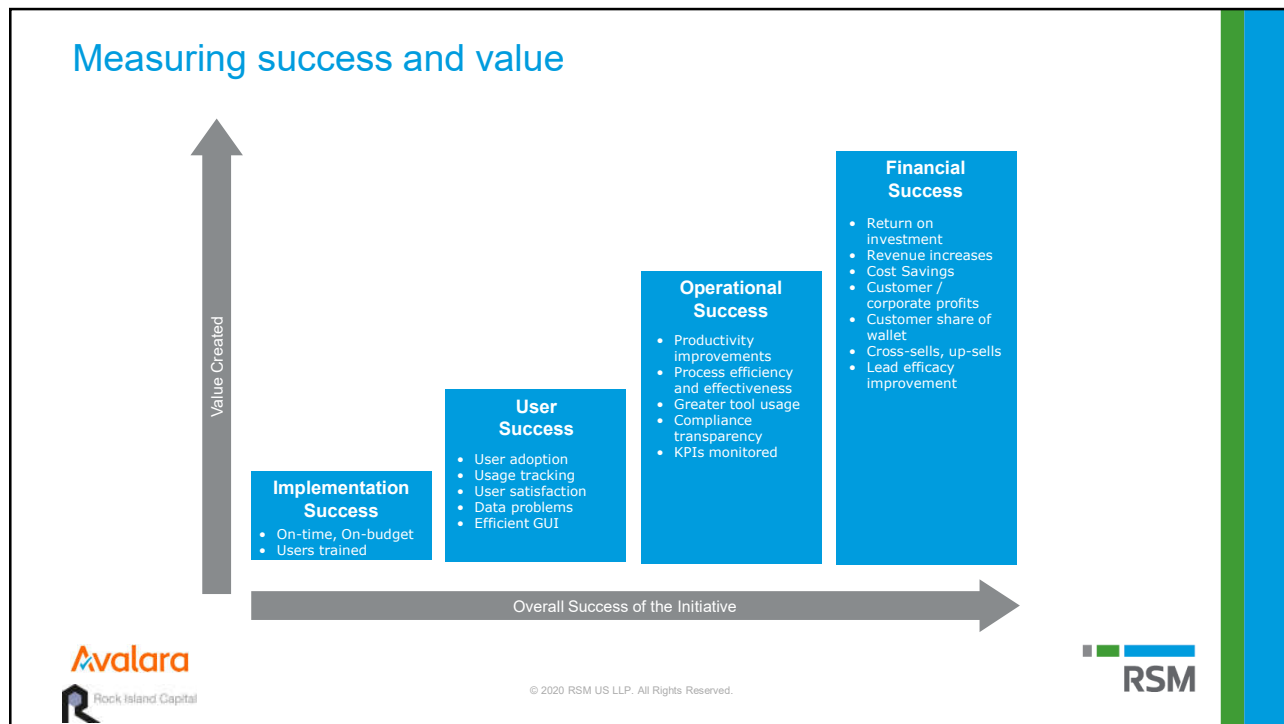 Measuring success and value
Value Created
Implementation
Success
• On-time, On-budget
• Users trained
User
Success
• User adoption
• Usage tracking
• User satisfaction
• Data problems
• Efficient GUI
Operational
Success
• Productivity
improvements
• Process efficiency
and effectiveness
• Greater tool usage
• Compliance
transparency
• KPIs monitored
Financial
Success
• Return on
investment
• Revenue increases
• Cost Savings
• Customer /
corporate profits
• Customer share of
wallet
• Cross-sells, up-sells
• Lead efficacy
improvement
Overall Success of the Initiative
Avalara
Rock Island Capital
© 2020 RSM US LLP. All Rights Reserved.
RSM